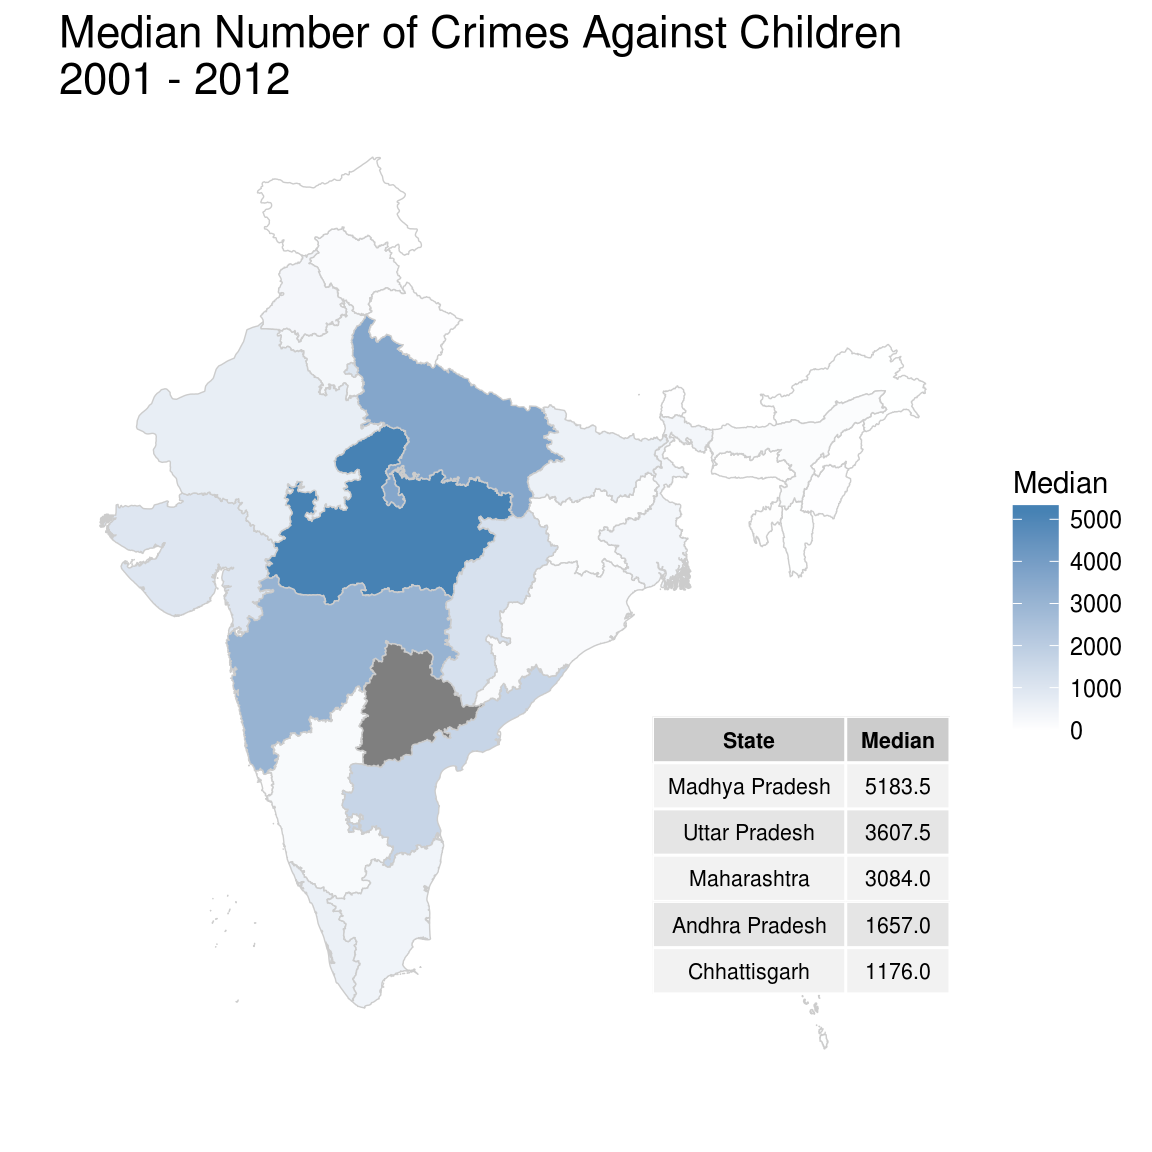 Median Number of Crimes Against Children
2001 - 2012
Median
5000
4000
3000
2000
1000
0
State Median
Madhya Pradesh 5183.5
Uttar Pradesh 3607.5
Maharashtra 3084.0
Andhra Pradesh 1657.0
Chhattisgarh 1176.0